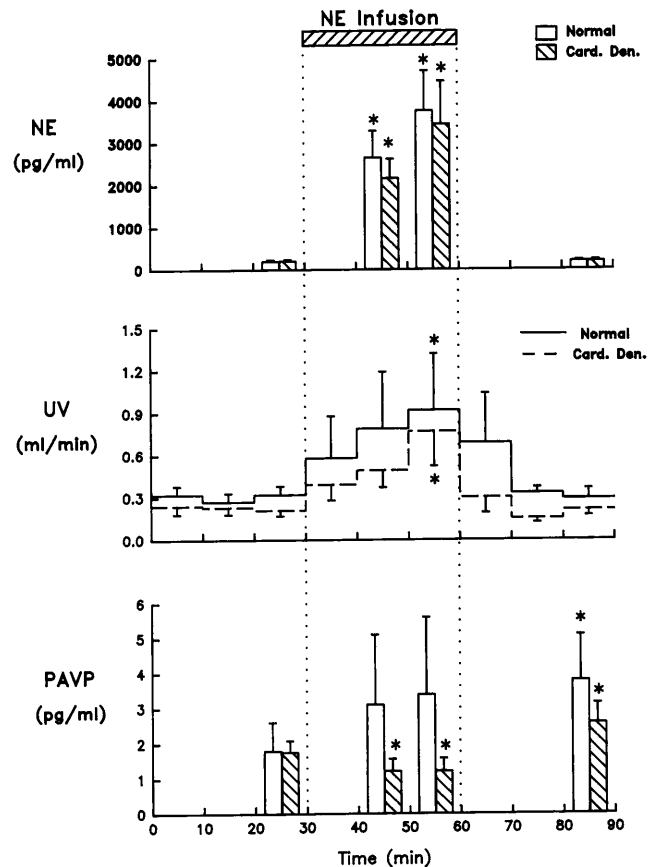 NE Infusion
Normal
Card. Den.
NE
(pg/ml)
5000
4000
3000
2000
1000
0
* * * *
UV
(ml/min)
1.5
1.2
0.9
0.6
0.3
0.0
Normal
Card. Den.
*
*
PAVP
(pg/ml)
6
5
4
3
2
1
0
* * * *
0 10 20 30 40 50 60 70 80 90
Time (min)